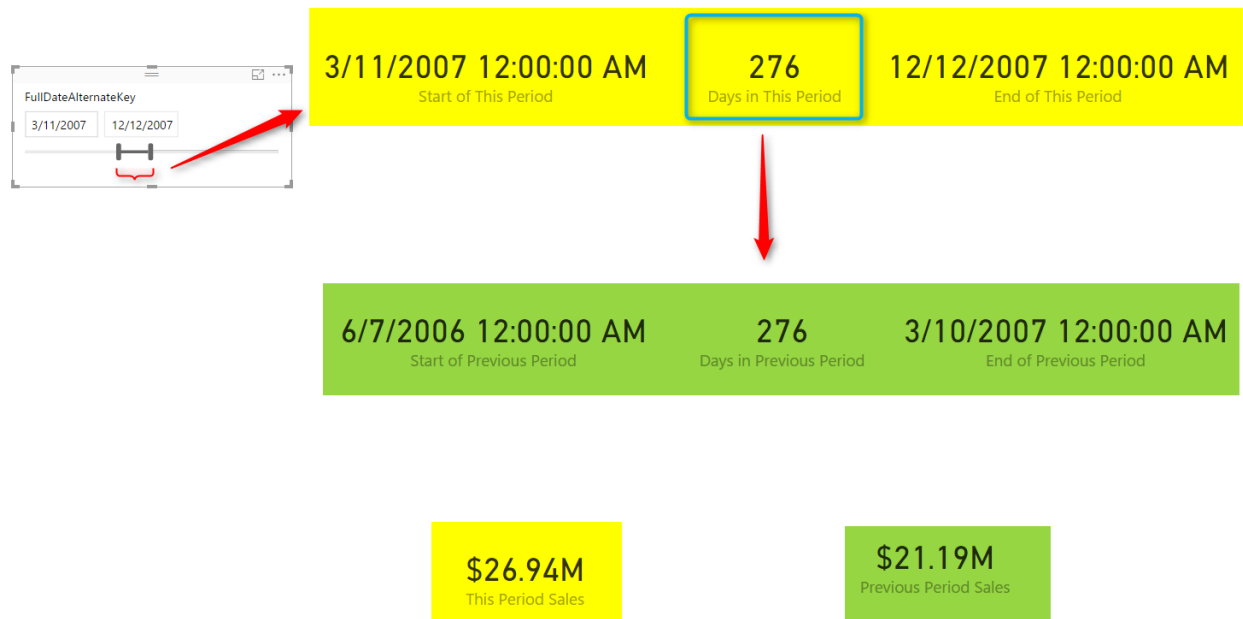 FullDateAlternateKey
3/11/2007 12/12/2007
3/11/2007 12:00:00 AM 276 12/12/2007 12:00:00 AM
Start of This Period Days in This Period End of This Period
6/7/2006 12:00:00 AM 276 3/10/2007 12:00:00 AM
Start of Previous Period Days in Previous Period End of Previous Period
$26.94M
This Period Sales
$21.19M
Previous Period Sales